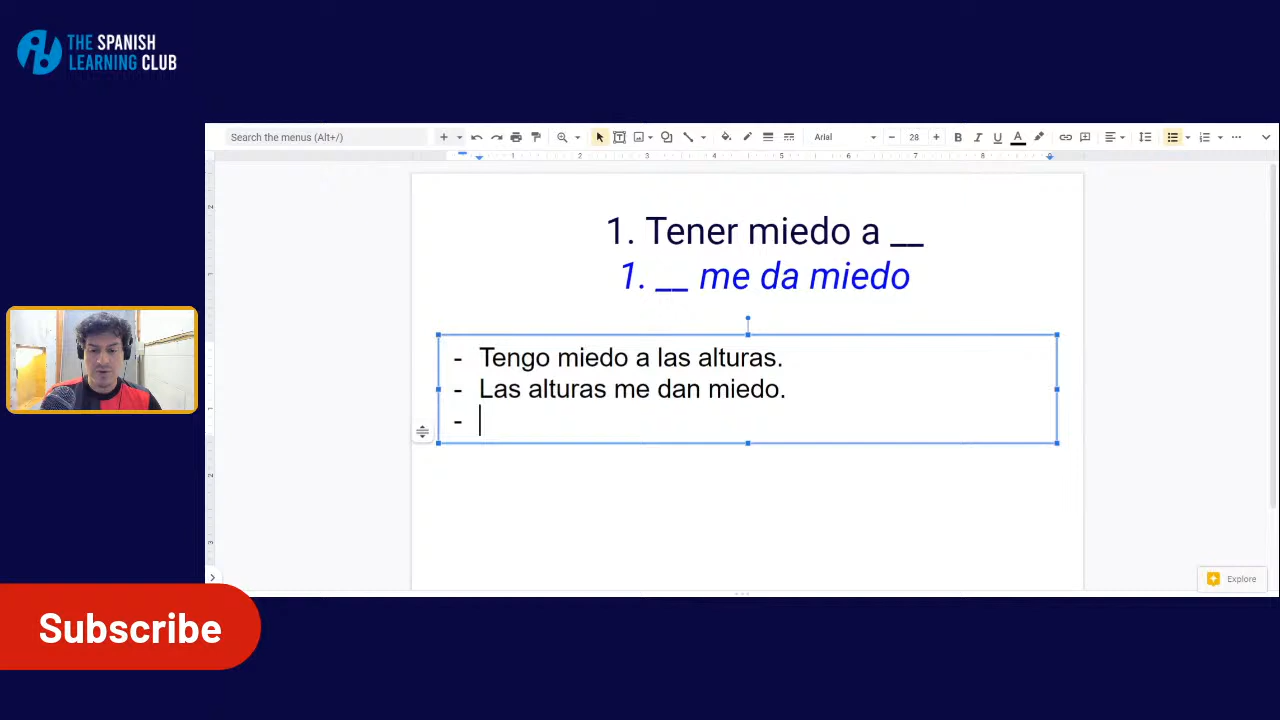 THE SPANISH
LEARNING CLUB
Search the menus (Alt+/)
Arial
28
1. Tener miedo a __
1. __ me da miedo
- Tengo miedo a las alturas.
- Las alturas me dan miedo.
-
Explore
Subscribe